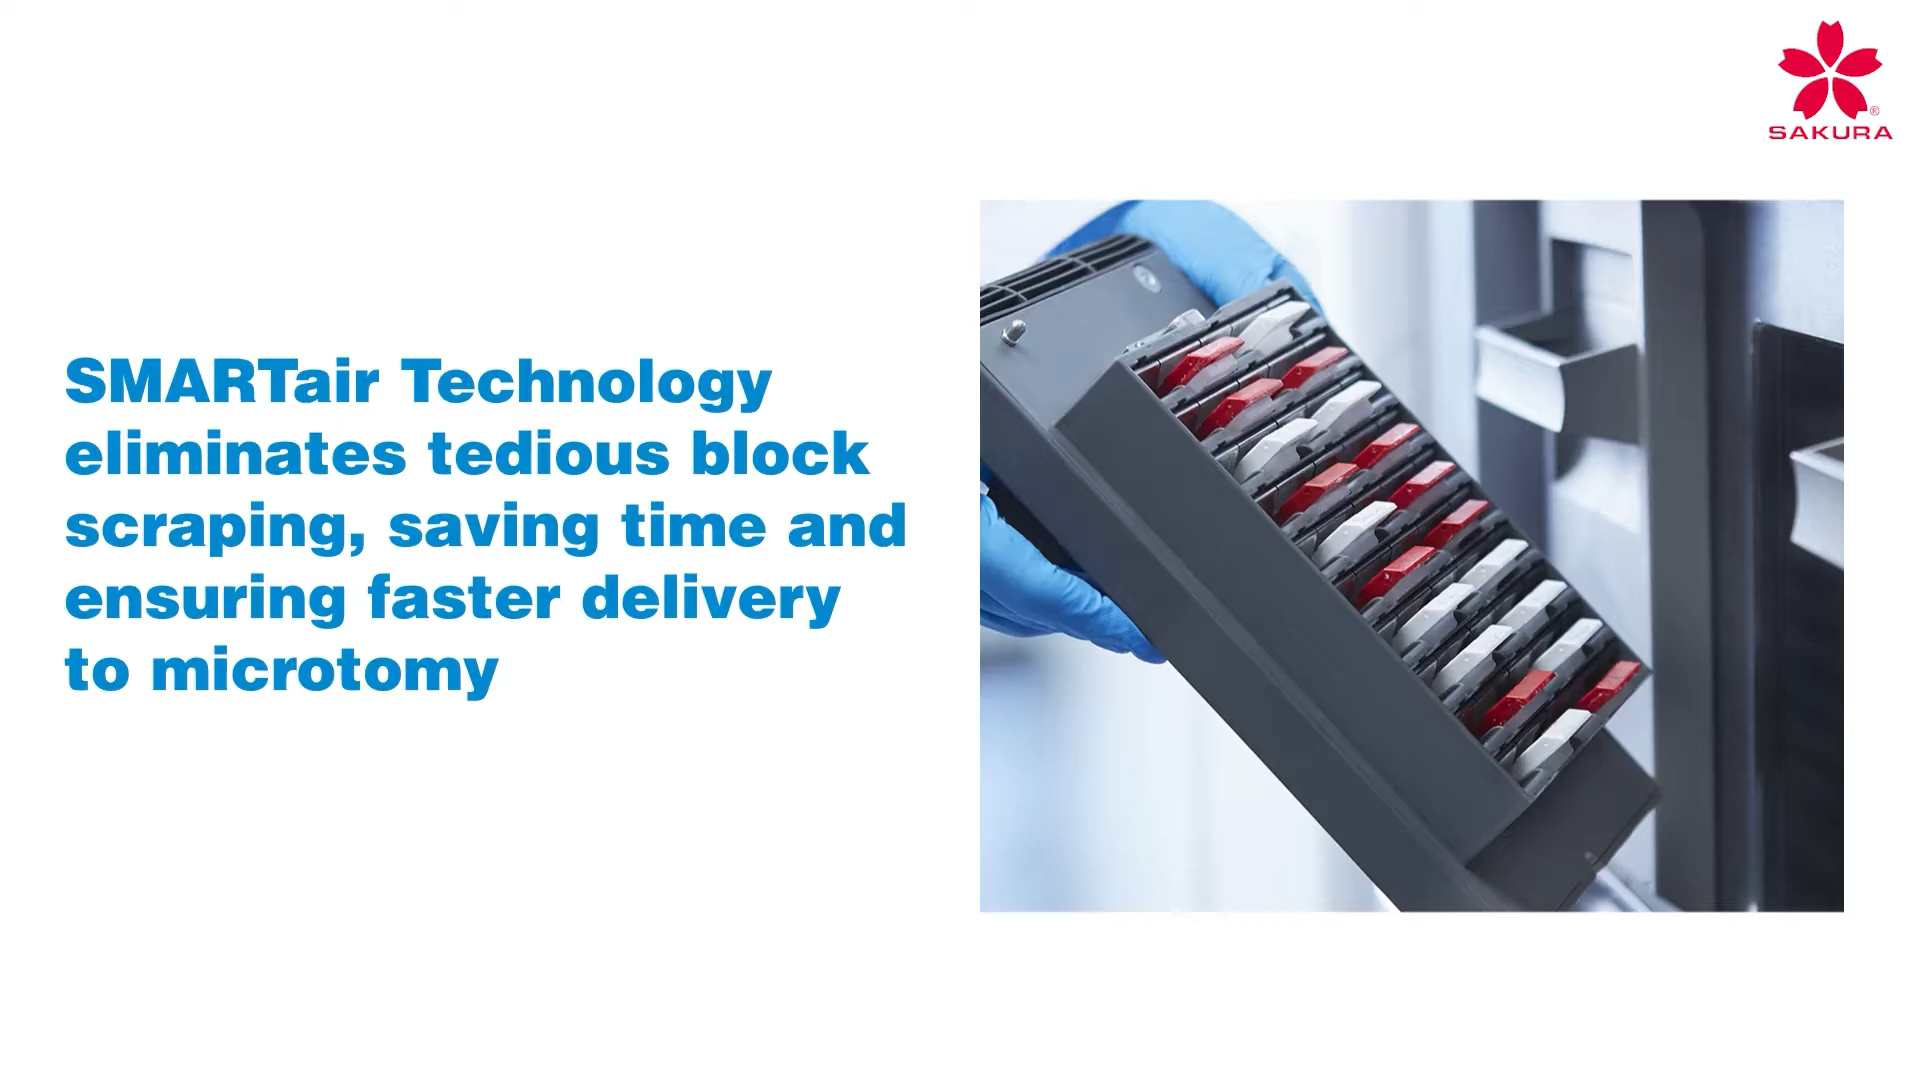 SAKURA
SMARTair Technology
eliminates tedious block
scraping, saving time and
ensuring faster delivery
to microtomy